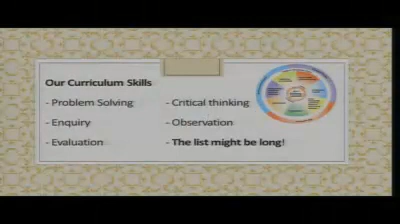 Our Curriculum Skills
- Problem Solving - Critical thinking
- Enquiry - Observation
- Evaluation - The list might be long!